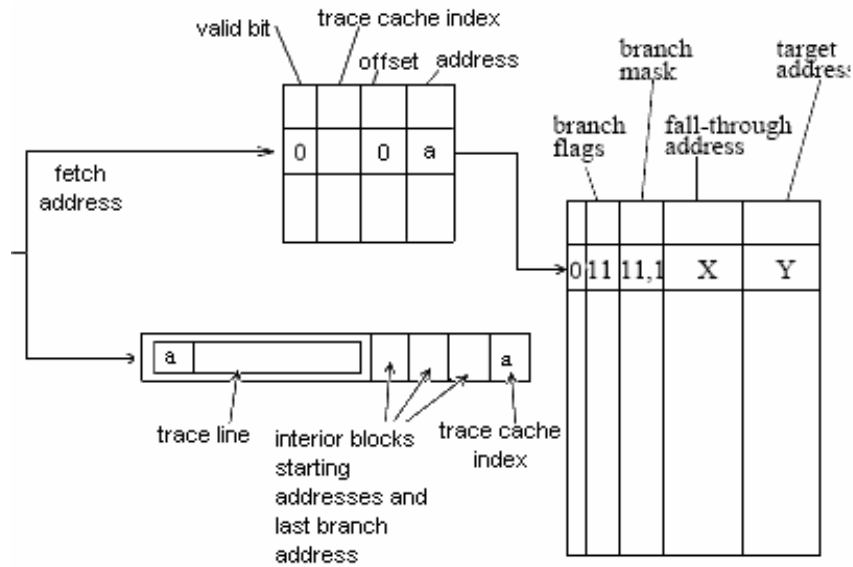 valid bit
trace cache index
offset
address
0
0
a
fetch
address
branch
mask
target
address
branch
flags
fall-through
address
0
11
11,1
X
Y
a
a
trace line
interior blocks
starting
addresses and
last branch
address
trace cache
index